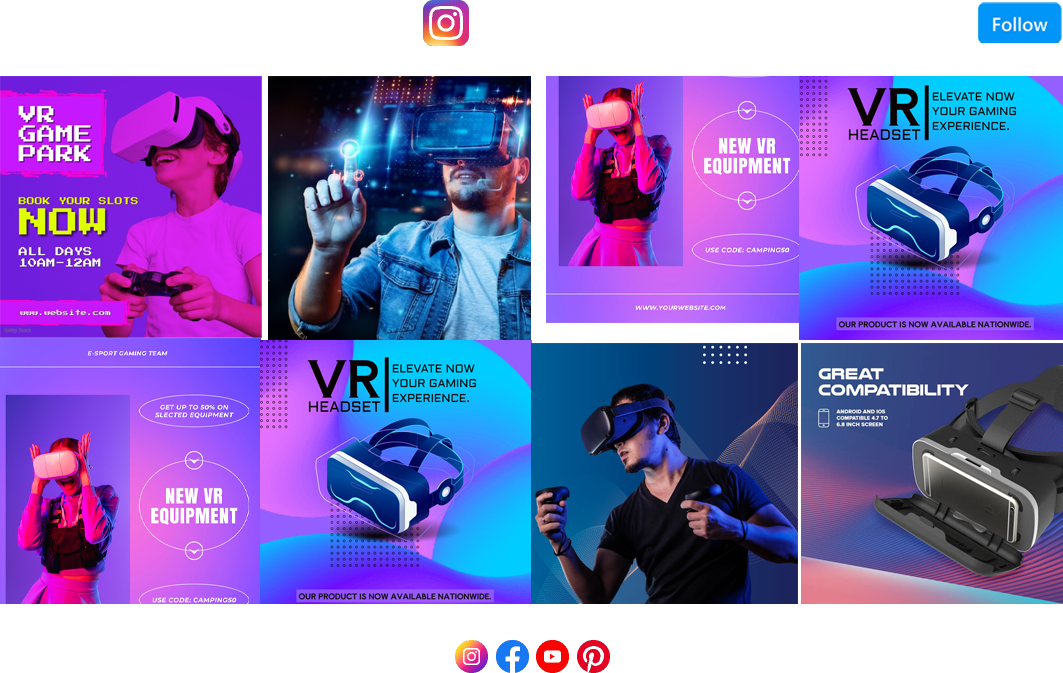 Follow
VR
GAME
PARK
BOOK YOUR SLOTS
NOW
ALL DAYS
10AM-12AM
www.website.com
NEW VR
EQUIPMENT
USE CODE: CAMPING50
WWW.YOURWEBSITE.COM
VR
HEADSET
ELEVATE NOW
YOUR GAMING
EXPERIENCE.
OUR PRODUCT IS NOW AVAILABLE NATIONWIDE.
E-SPORT GAMING TEAM
GET UP TO 50% ON
SLECTED EQUIPMENT
NEW VR
EQUIPMENT
USE CODE: CAMPING50
VR
HEADSET
ELEVATE NOW
YOUR GAMING
EXPERIENCE.
OUR PRODUCT IS NOW AVAILABLE NATIONWIDE.
GREAT
COMPATIBILITY
ANDROID AND IOS
COMPATIBLE 4.7 TO
6.8 INCH SCREEN